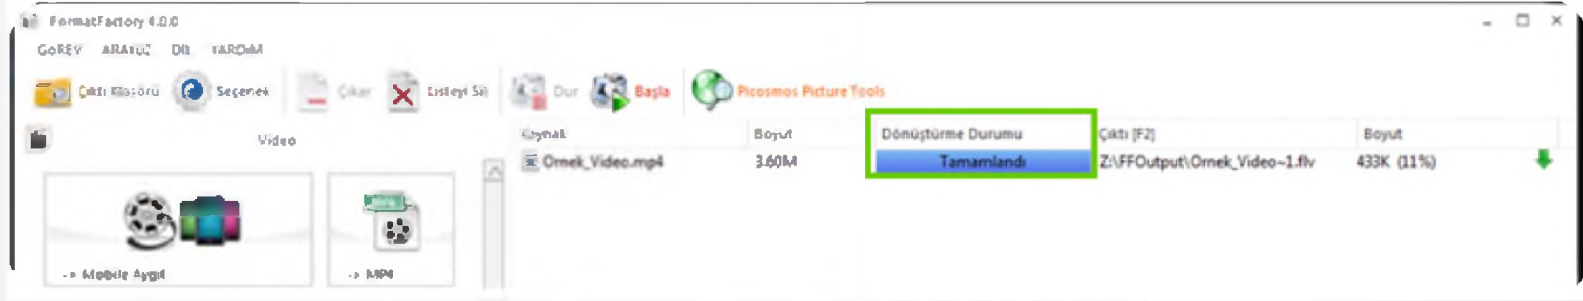 FormatFactory 4.0.0
GÖREV ARAYÜZ DİL YARDIM
Çıktı Klasörü Seçenek Çıkar Listeyi Sil Dur Başla Picosmos Picture Tools
Video
Kaynak Boyut Dönüştürme Durumu Çıktı [F2] Boyut
Ornek_Video.mp4 3.60M Tamamlandı Z:\FFOutput\Ornek_Video~1.flv 433K (11%)
-> Mobile Aygıt -> MP4